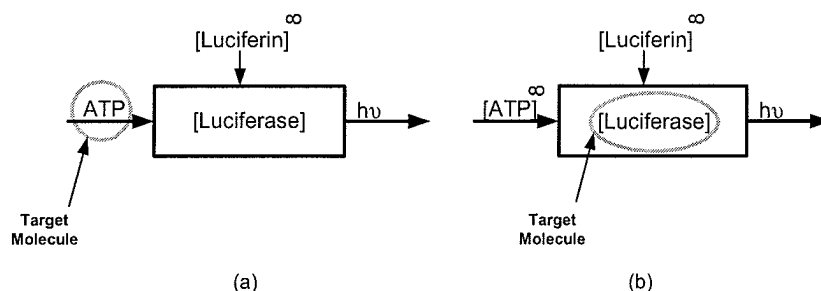 [Luciferin]∞
ATP
[Luciferase]
hυ
Target
Molecule
(a)
[Luciferin]∞
[ATP]∞
[Luciferase]
hυ
Target
Molecule
(b)